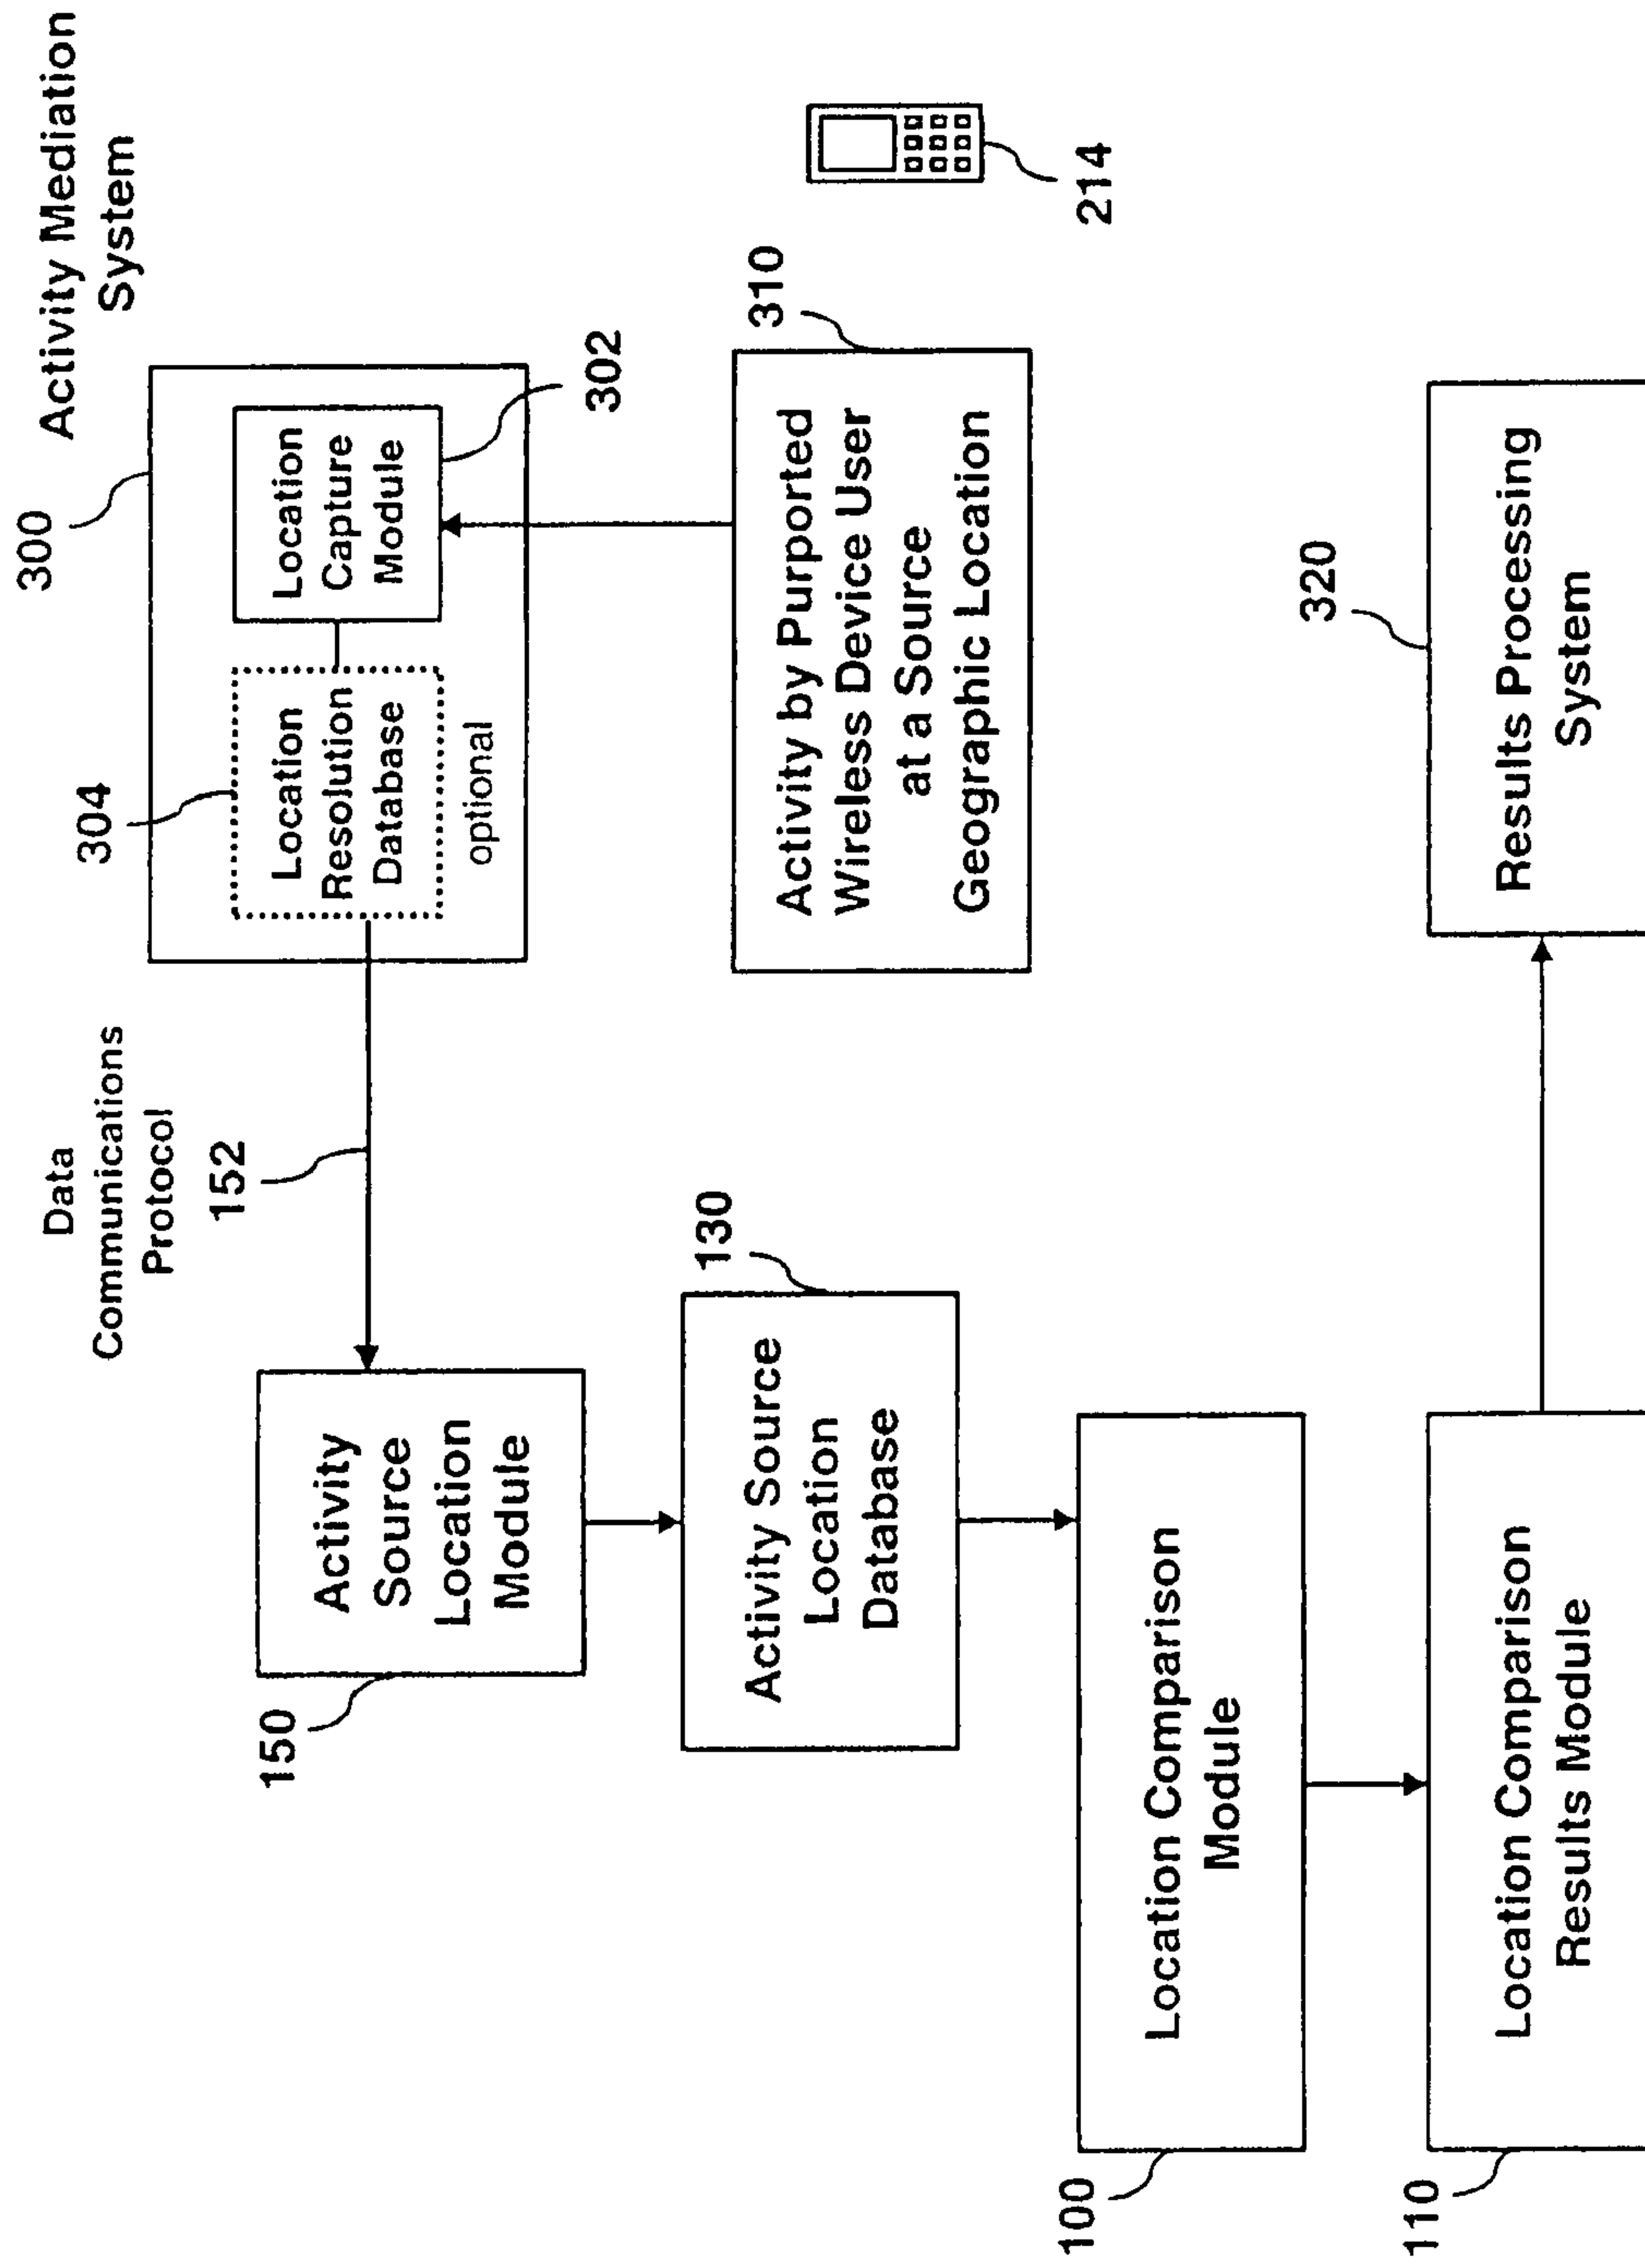 Activity Mediation
System
300
304
Location
Resolution
Database
optional
Location
Capture
Module
302
Data
Communications
Protocol
152
Activity
Source
Location
Module
150
310
Activity by Purported
Wireless Device User
at a Source
Geographic Location
214
130
Activity Source
Location
Database
100
Location Comparison
Module
110
Location Comparison
Results Module
320
Results Processing
System